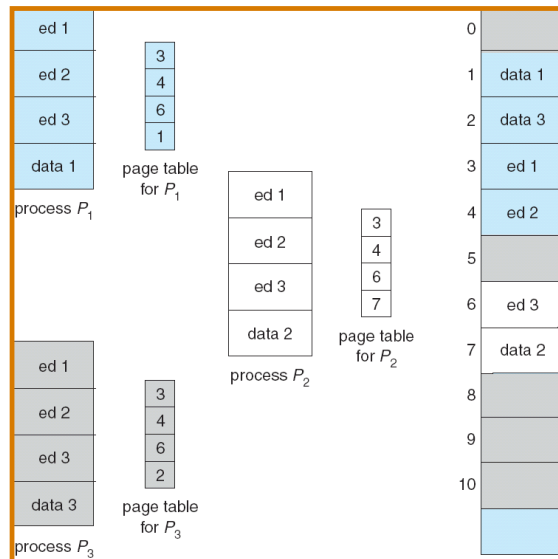 ed 1
ed 2
ed 3
data 1
process P1
3
4
6
1
page table
for P1
ed 1
ed 2
ed 3
data 2
process P2
3
4
6
7
page table
for P2
ed 1
ed 2
ed 3
data 3
process P3
3
4
6
2
page table
for P3
0
1 data 1
2 data 3
3 ed 1
4 ed 2
5
6 ed 3
7 data 2
8
9
10